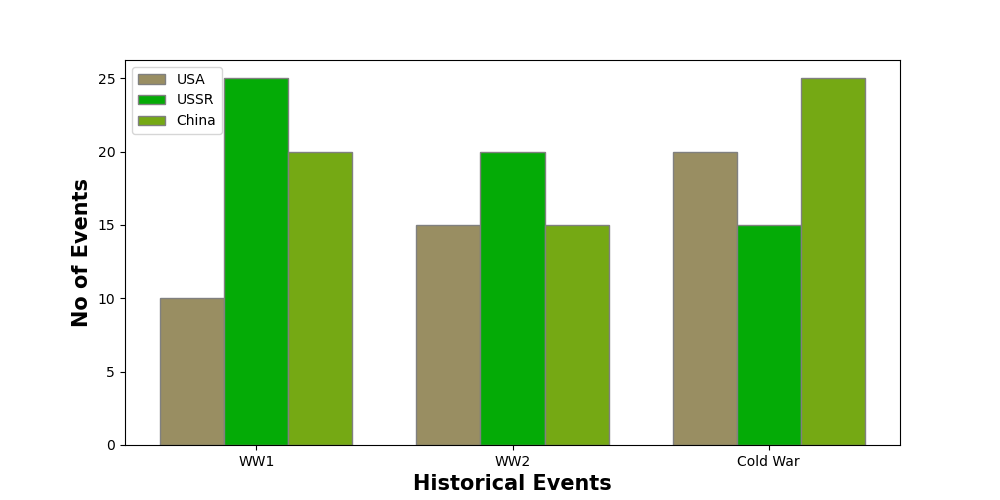 USA
USSR
China
25
20
15
10
5
0
No of Events
WW1 WW2 Cold War
Historical Events